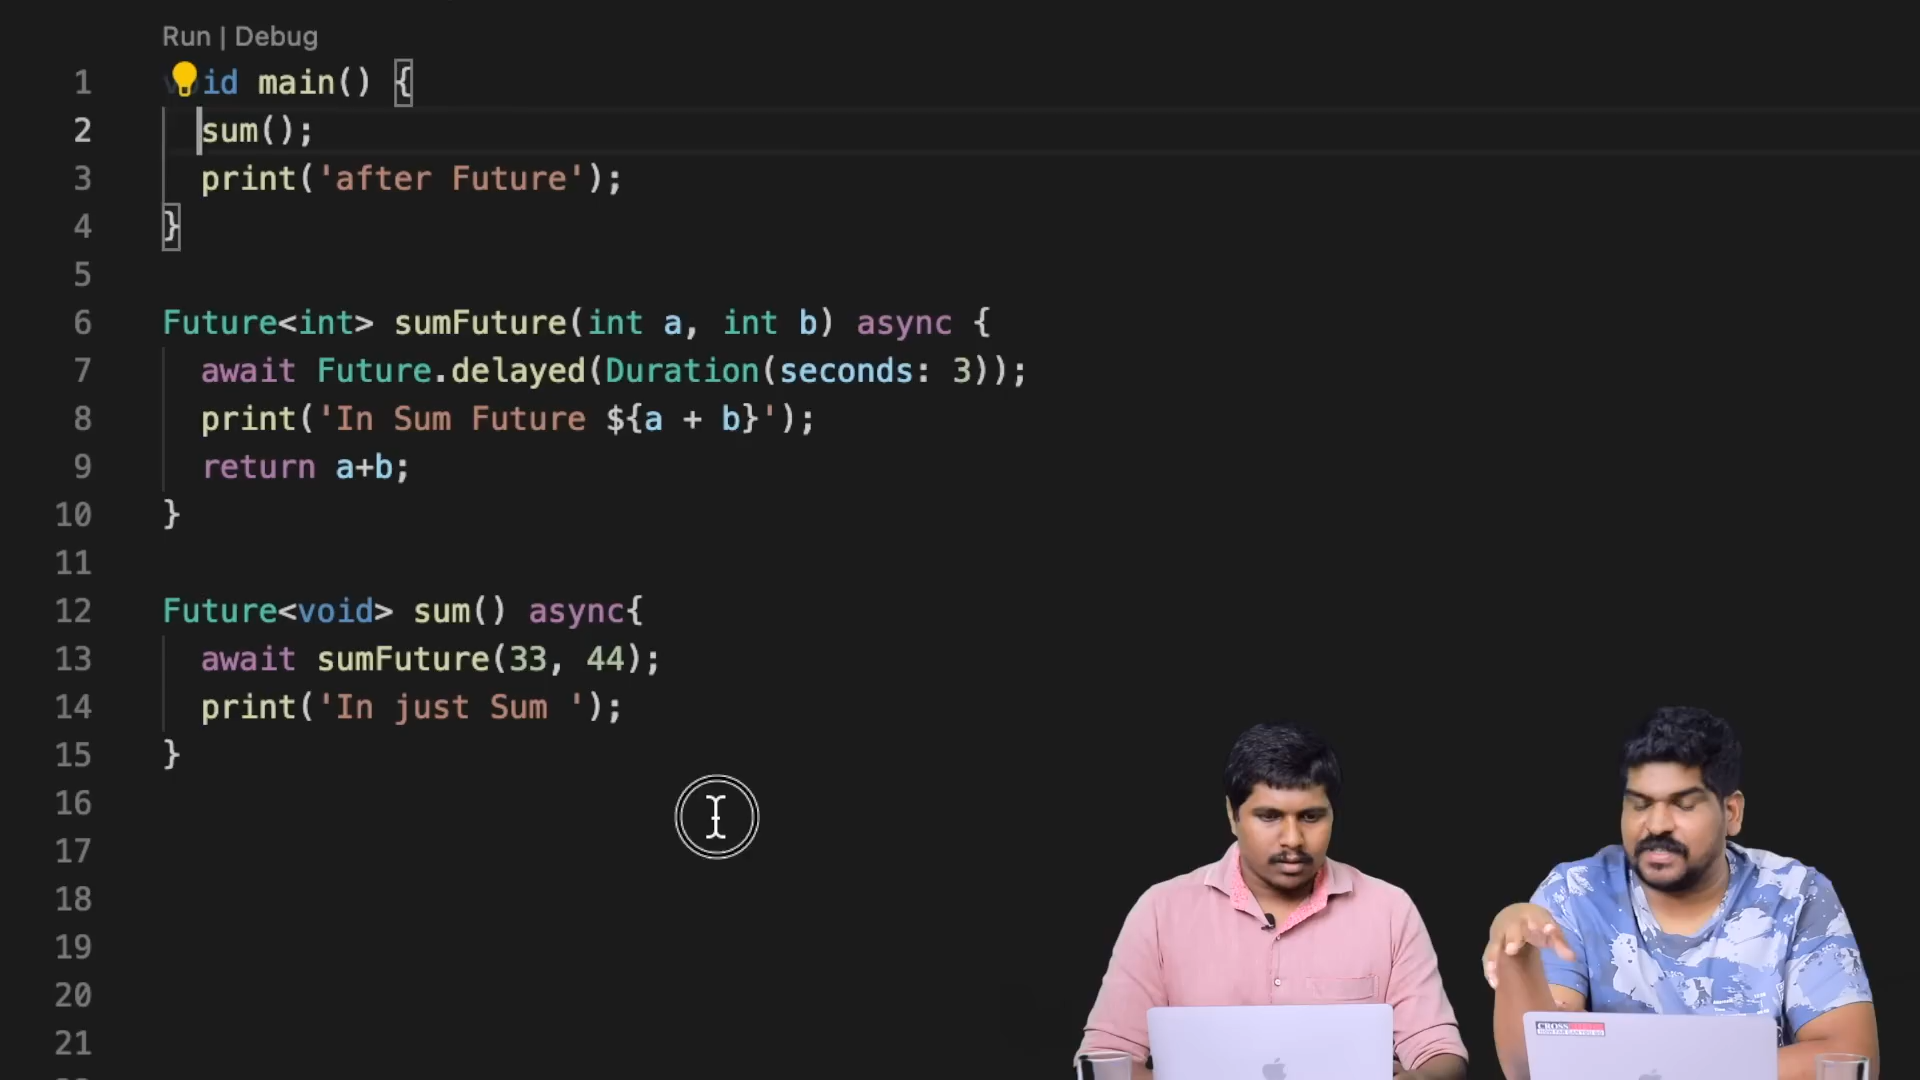 Run | Debug
1 void main() {
2 sum();
3 print('after Future');
4 }
5
6 Future<int> sumFuture(int a, int b) async {
7 await Future.delayed(Duration(seconds: 3));
8 print('In Sum Future ${a + b}');
9 return a+b;
10 }
11
12 Future<void> sum() async{
13 await sumFuture(33, 44);
14 print('In just Sum ');
15 }
16
17
18
19
20
21
CROSS